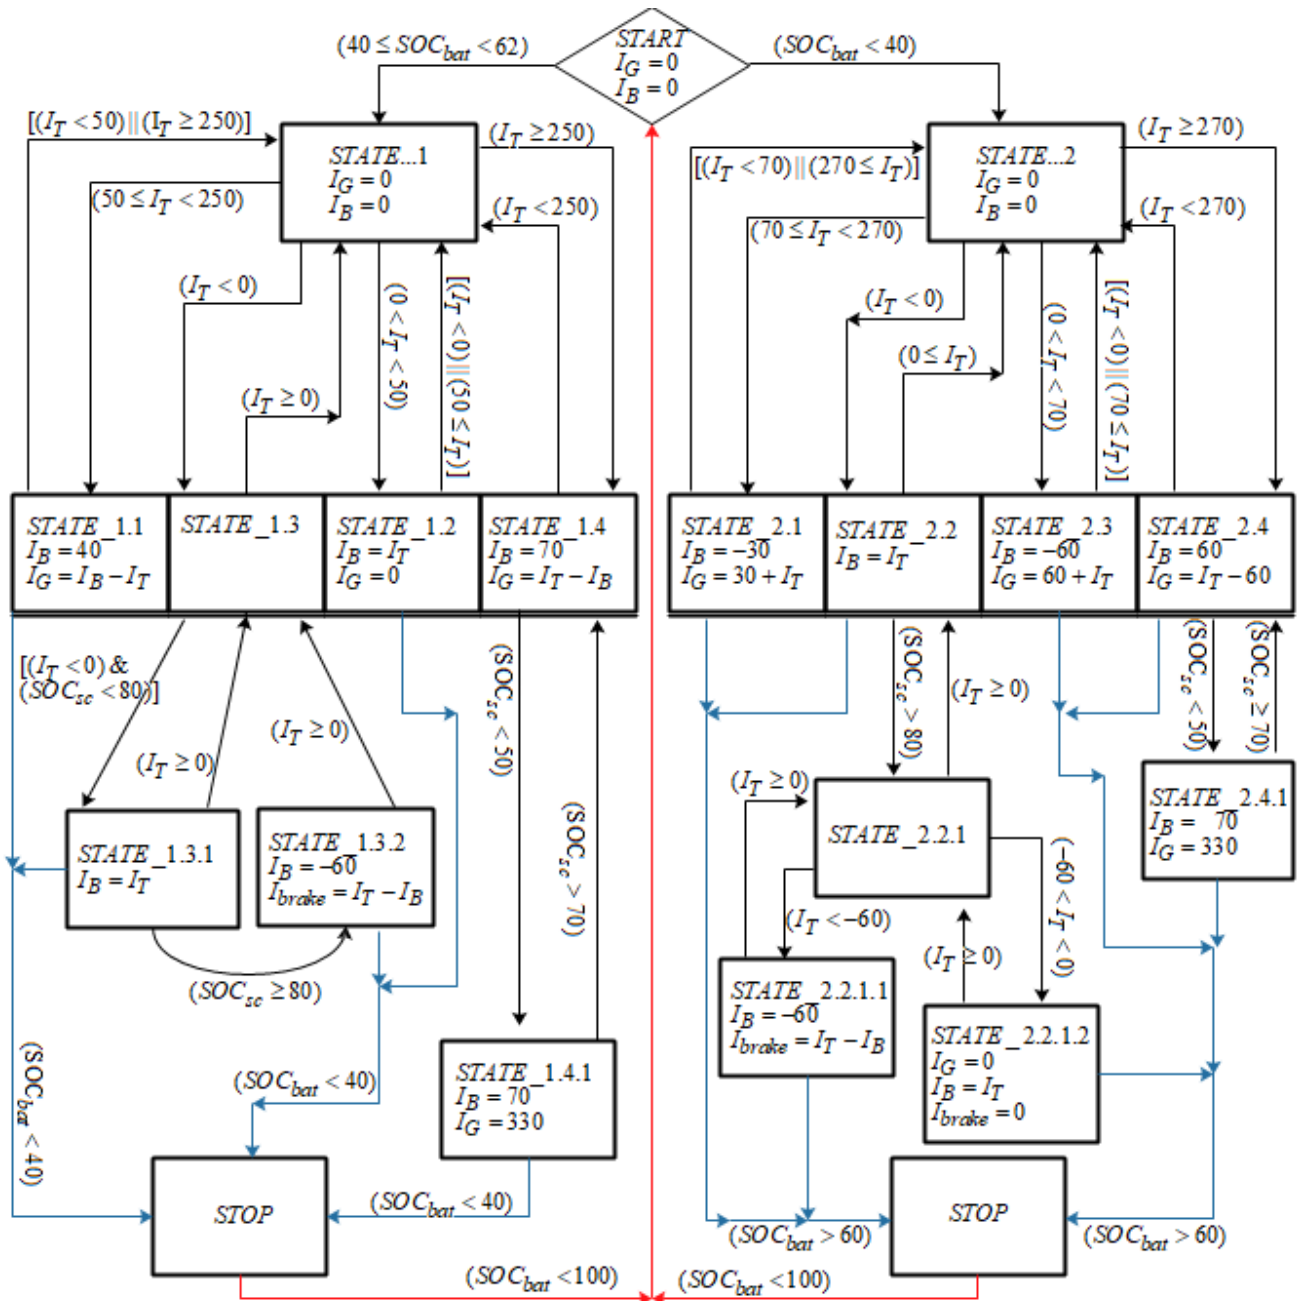 START
I_G = 0
I_B = 0
(40 ≤ SOC_bat < 62)
(SOC_bat < 40)
[(I_T < 50) || (I_T ≥ 250)]
STATE...1
I_G = 0
I_B = 0
(I_T ≥ 250)
(50 ≤ I_T < 250)
(I_T < 250)
(I_T < 0)
(0 < I_T < 50)
[(I_T < 0) || (50 ≤ I_T)]
(I_T ≥ 0)
[(I_T < 70) || (270 ≤ I_T)]
STATE...2
I_G = 0
I_B = 0
(I_T ≥ 270)
(70 ≤ I_T < 270)
(I_T < 270)
(I_T < 0)
(0 ≤ I_T)
(0 < I_T < 70)
[(I_T < 0) || (70 ≤ I_T)]
STATE_1.1
I_B = 40
I_G = I_B − I_T
STATE_1.3
STATE_1.2
I_B = I_T
I_G = 0
STATE_1.4
I_B = 70
I_G = I_T − I_B
STATE_2.1
I_B = −30
I_G = 30 + I_T
STATE_2.2
I_B = I_T
STATE_2.3
I_B = −60
I_G = 60 + I_T
STATE_2.4
I_B = 60
I_G = I_T − 60
[(I_T < 0) &
(SOC_sc < 80)]
(I_T ≥ 0)
(I_T ≥ 0)
(SOC_sc < 50)
(SOC_sc > 70)
STATE_1.3.1
I_B = I_T
STATE_1.3.2
I_B = −60
I_brake = I_T − I_B
(SOC_sc ≥ 80)
STATE_1.4.1
I_B = 70
I_G = 330
(SOC_bat < 40)
(SOC_bat < 40)
(SOC_bat < 40)
STOP
(SOC_bat < 100)
(SOC_sc > 80)
(I_T ≥ 0)
(SOC_sc < 50)
(SOC_sc ≥ 70)
(I_T ≥ 0)
STATE_2.2.1
STATE_2.4.1
I_B = 70
I_G = 330
(I_T < −60)
(−60 < I_T < 0)
(I_T ≥ 0)
STATE_2.2.1.1
I_B = −60
I_brake = I_T − I_B
STATE_2.2.1.2
I_G = 0
I_B = I_T
I_brake = 0
STOP
(SOC_bat > 60)
(SOC_bat > 60)
(SOC_bat < 100)